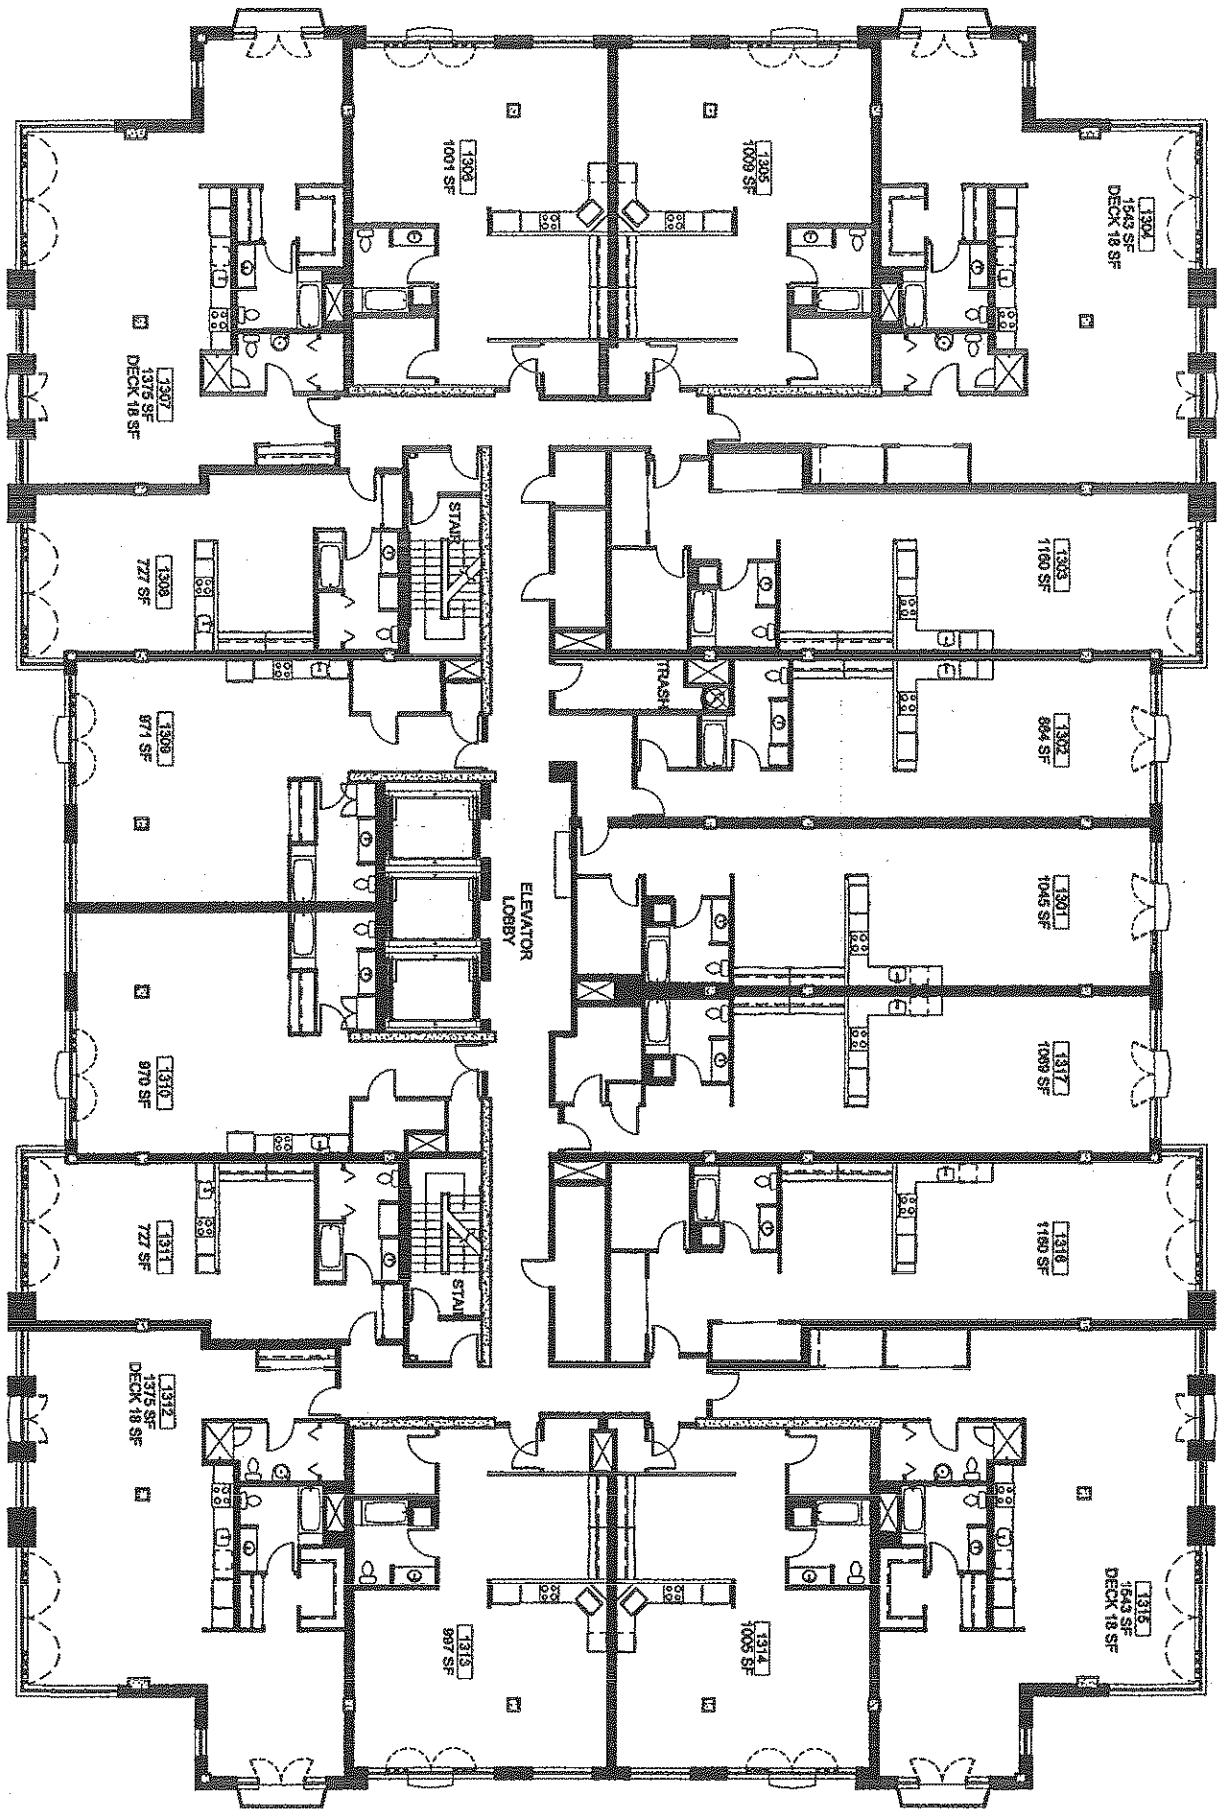 1306
1001 SF
1305
1009 SF
1304
1543 SF
DECK 18 SF
1307
1375 SF
DECK 18 SF
STAIR
1308
727 SF
1303
1160 SF
TRASH
1309
971 SF
1302
884 SF
ELEVATOR
LOBBY
1301
1045 SF
1310
970 SF
1317
1089 SF
1311
727 SF
STAIR
1316
1160 SF
1312
1375 SF
DECK 18 SF
1313
997 SF
1314
1005 SF
1315
1543 SF
DECK 18 SF